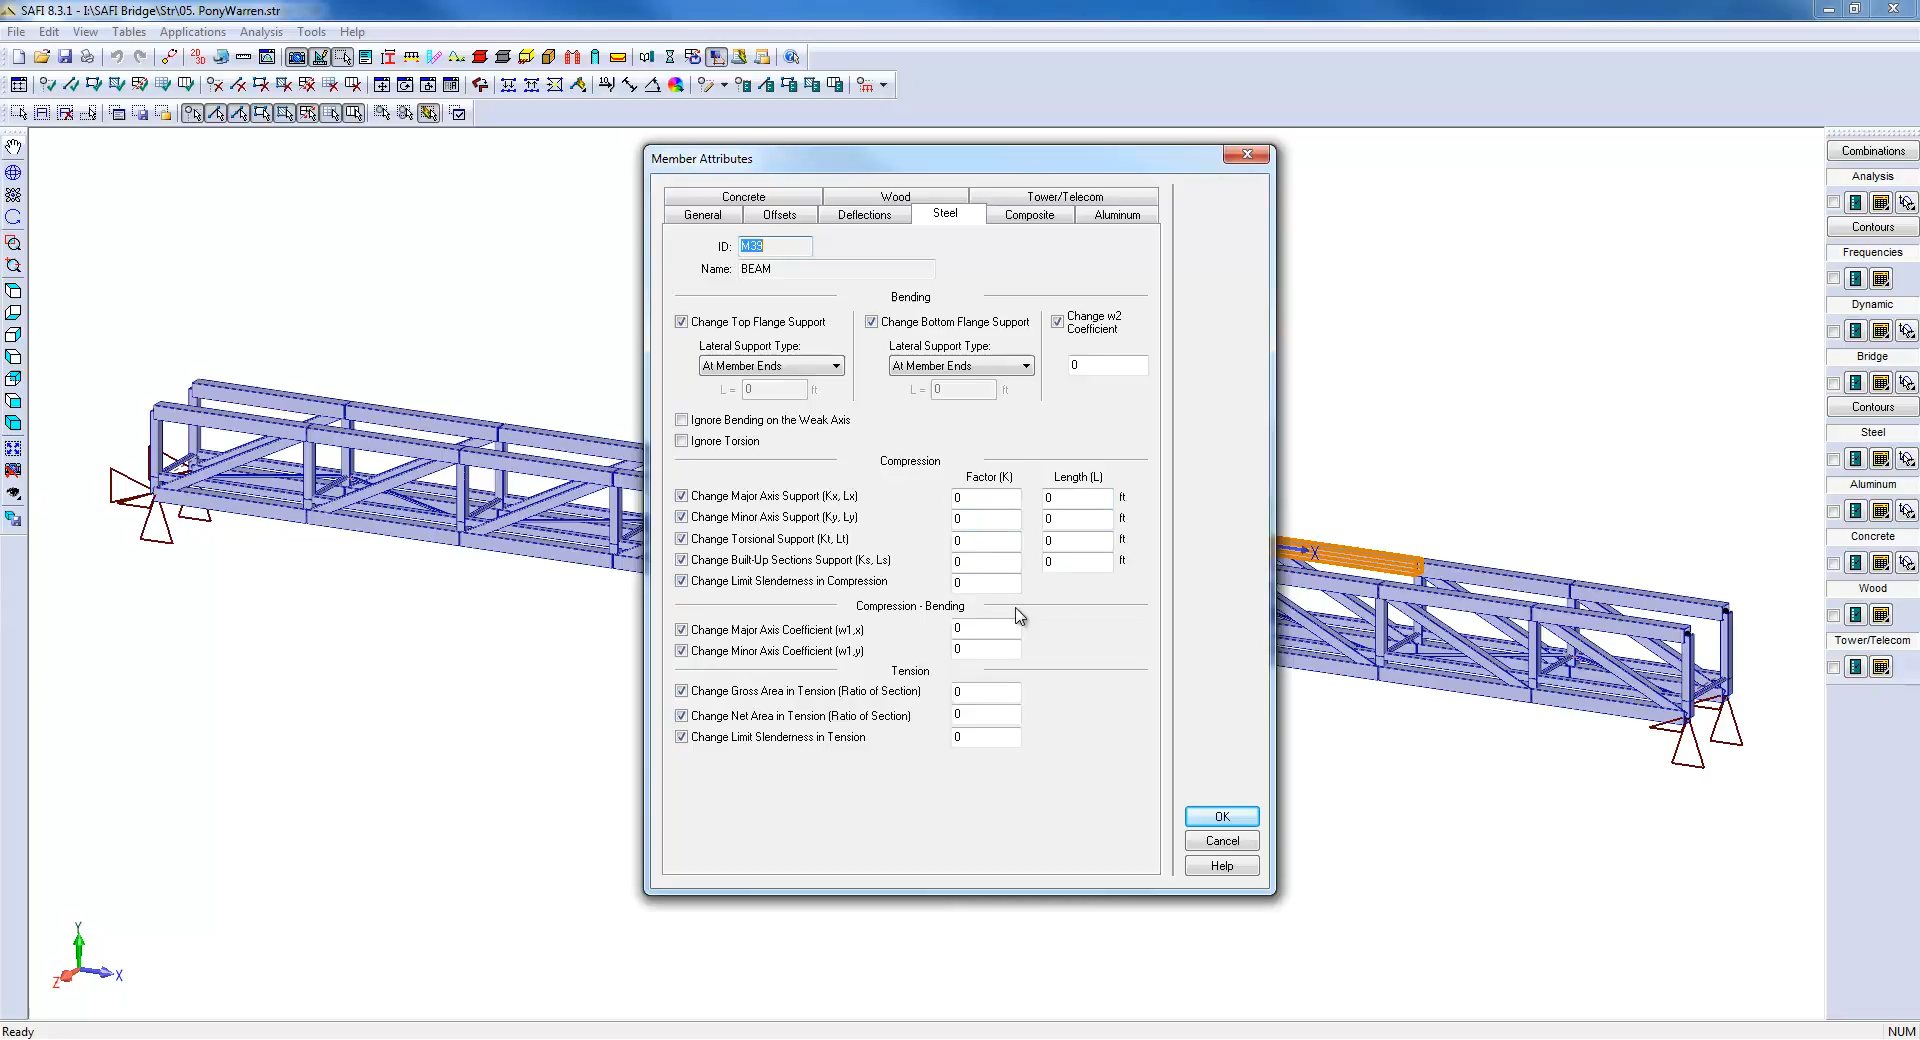 SAFI 8.3.1 - I:\SAFI Bridge\Str\05. PonyWarren.str
File Edit View Tables Applications Analysis Tools Help
Member Attributes
Concrete Wood Tower/Telecom
General Offsets Deflections Steel Composite Aluminum
ID: M39
Name: BEAM
Bending
Change Top Flange Support Change Bottom Flange Support Change w2 Coefficient
Lateral Support Type: Lateral Support Type:
At Member Ends At Member Ends 0
L = 0 ft L = 0 ft
Ignore Bending on the Weak Axis
Ignore Torsion
Compression
Factor (K) Length (L)
Change Major Axis Support (Kx, Lx) 0 0 ft
Change Minor Axis Support (Ky, Ly) 0 0 ft
Change Torsional Support (Kt, Lt) 0 0 ft
Change Built-Up Sections Support (Ks, Ls) 0 0 ft
Change Limit Slenderness in Compression 0
Compression - Bending
Change Major Axis Coefficient (w1,x) 0
Change Minor Axis Coefficient (w1,y) 0
Tension
Change Gross Area in Tension (Ratio of Section) 0
Change Net Area in Tension (Ratio of Section) 0
Change Limit Slenderness in Tension 0
OK
Cancel
Help
Combinations
Analysis
Contours
Frequencies
Dynamic
Bridge
Contours
Steel
Aluminum
Concrete
Wood
Tower/Telecom
X
Y
X
Z
Ready NUM